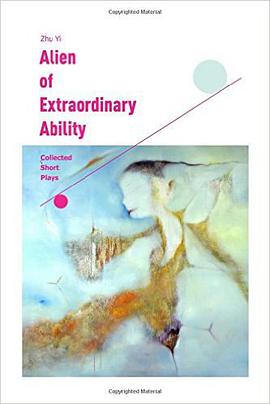 Copyrighted Material
Zhu Yi
Alien
of
Extraordinary
Ability
Collected
Short
Plays
Copyrighted Material